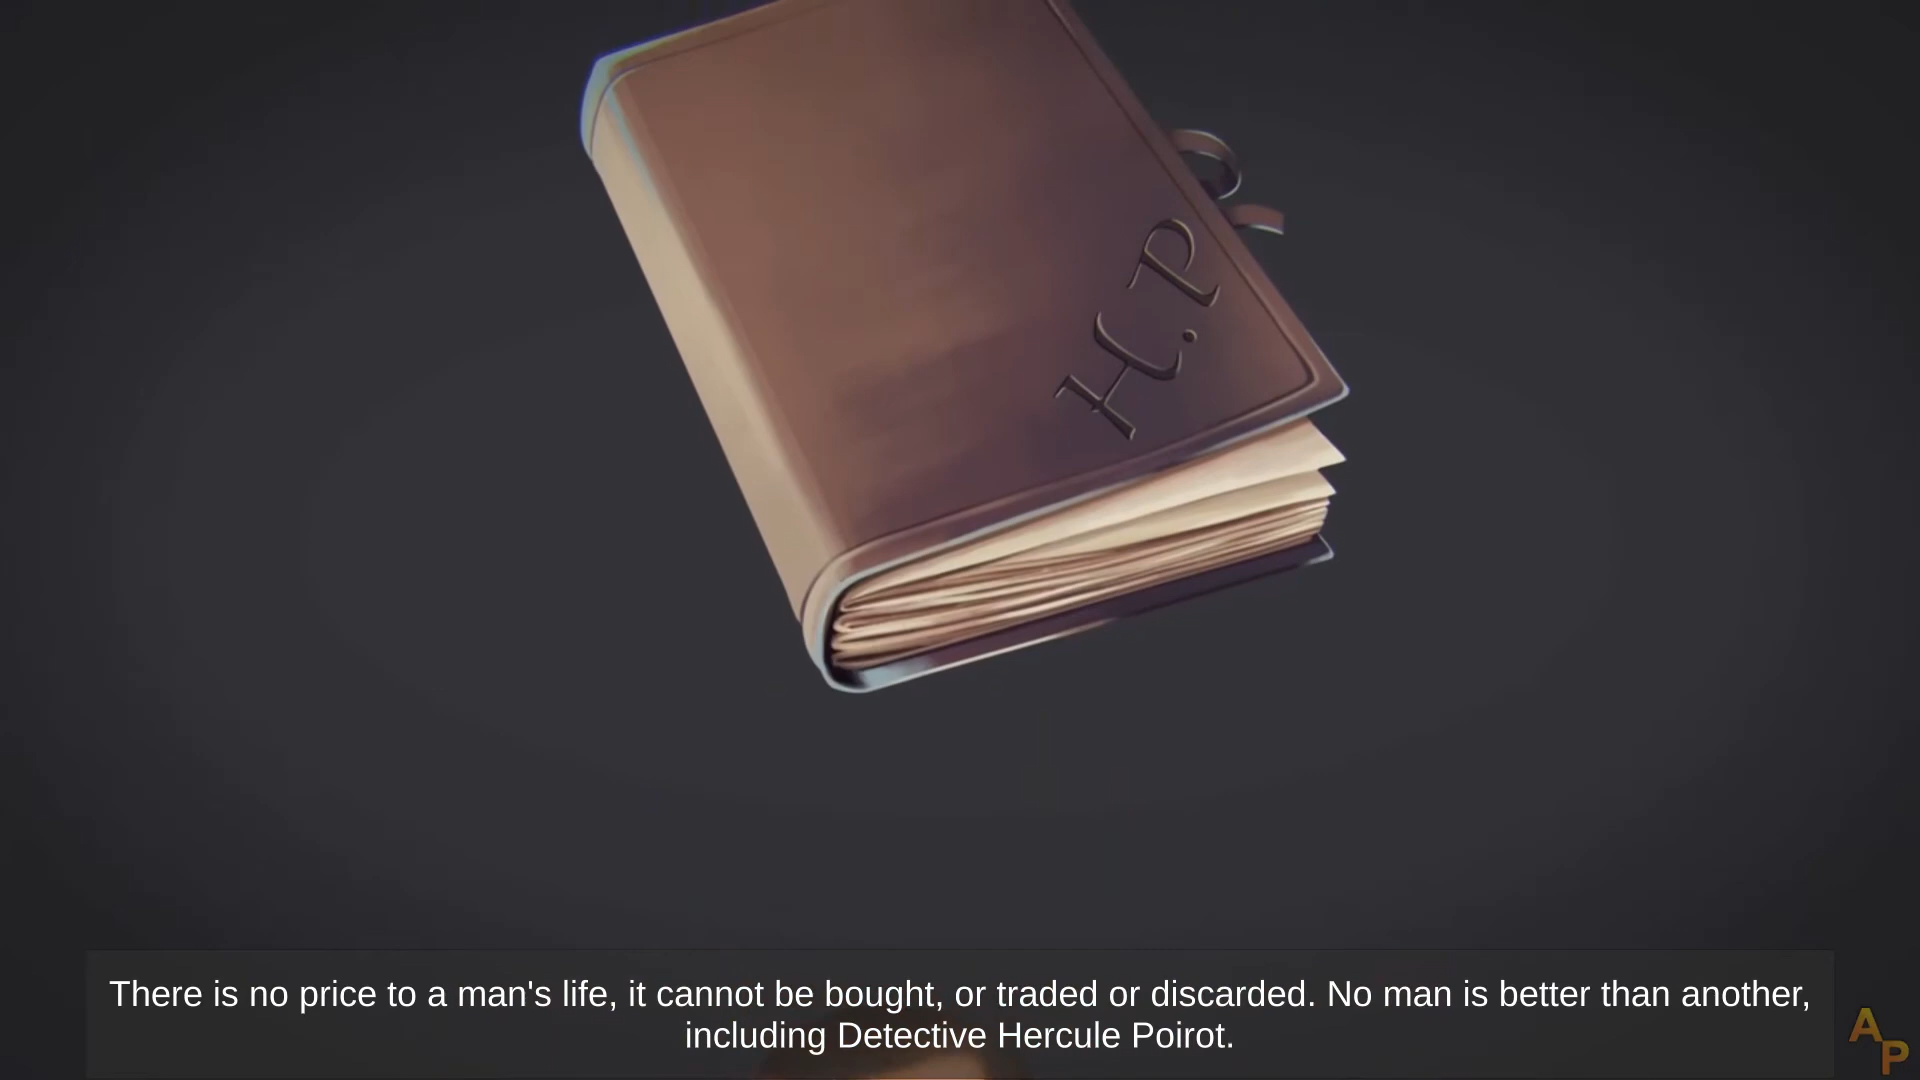 H.P
There is no price to a man's life, it cannot be bought, or traded or discarded. No man is better than another,
including Detective Hercule Poirot.
AP